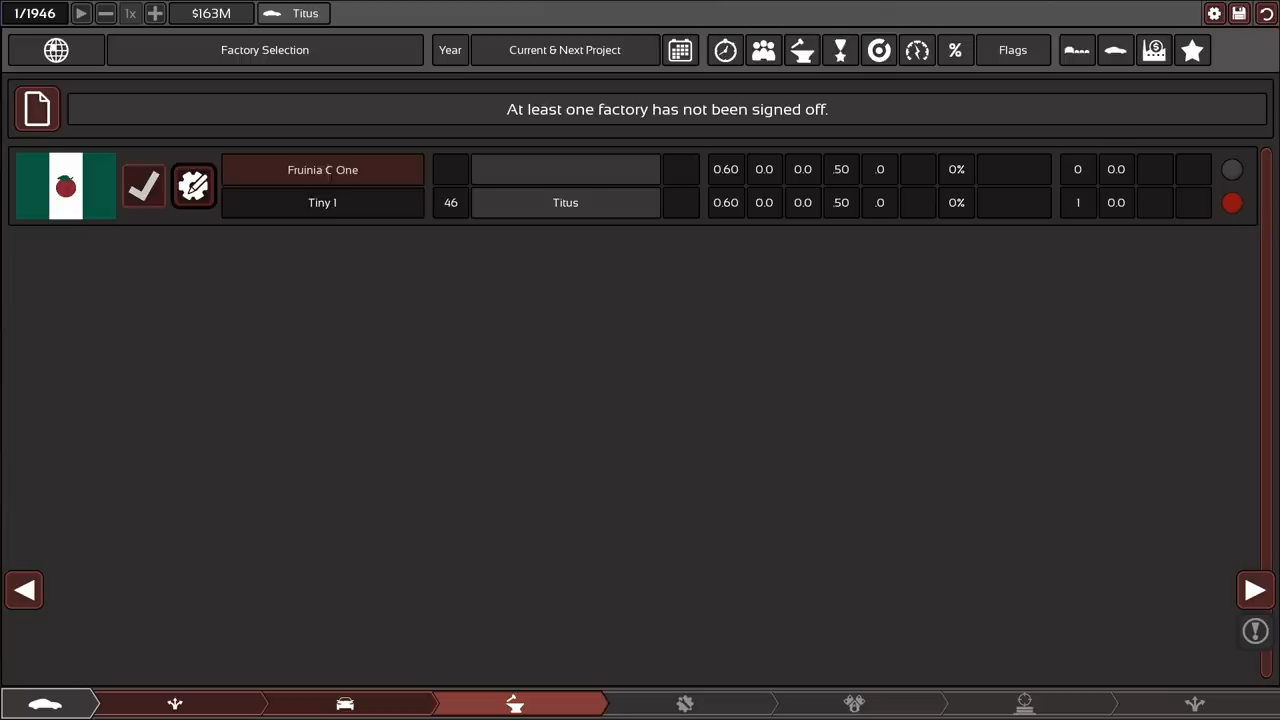 1/1946 1x $163M Titus
Factory Selection Year Current & Next Project % Flags
At least one factory has not been signed off.
Fruinia C One 0.60 0.0 0.0 .50 .0 0% 0 0.0
Tiny 1 46 Titus 0.60 0.0 0.0 .50 .0 0% 1 0.0